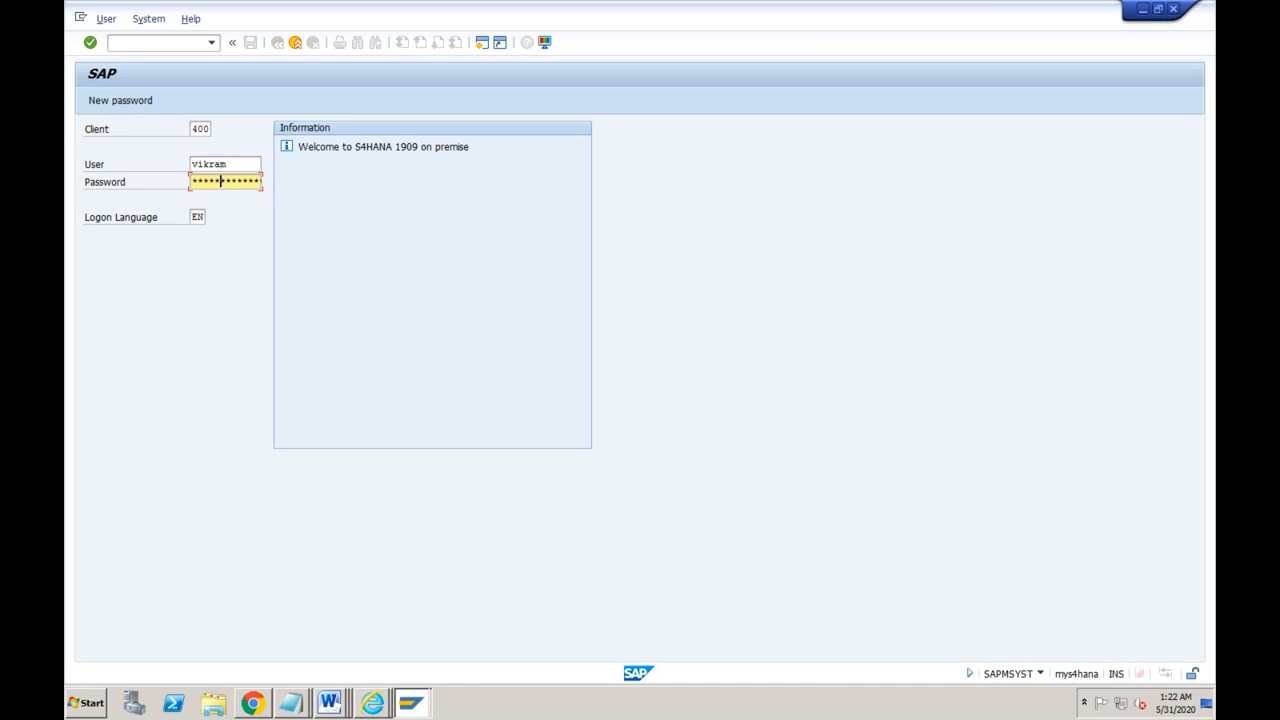 User System Help
SAP
New password
Client 400
Information
Welcome to S4HANA 1909 on premise
User vikram
Password ************
Logon Language EN
SAP SAPMSYST mys4hana INS
Start
1:22 AM
5/31/2020